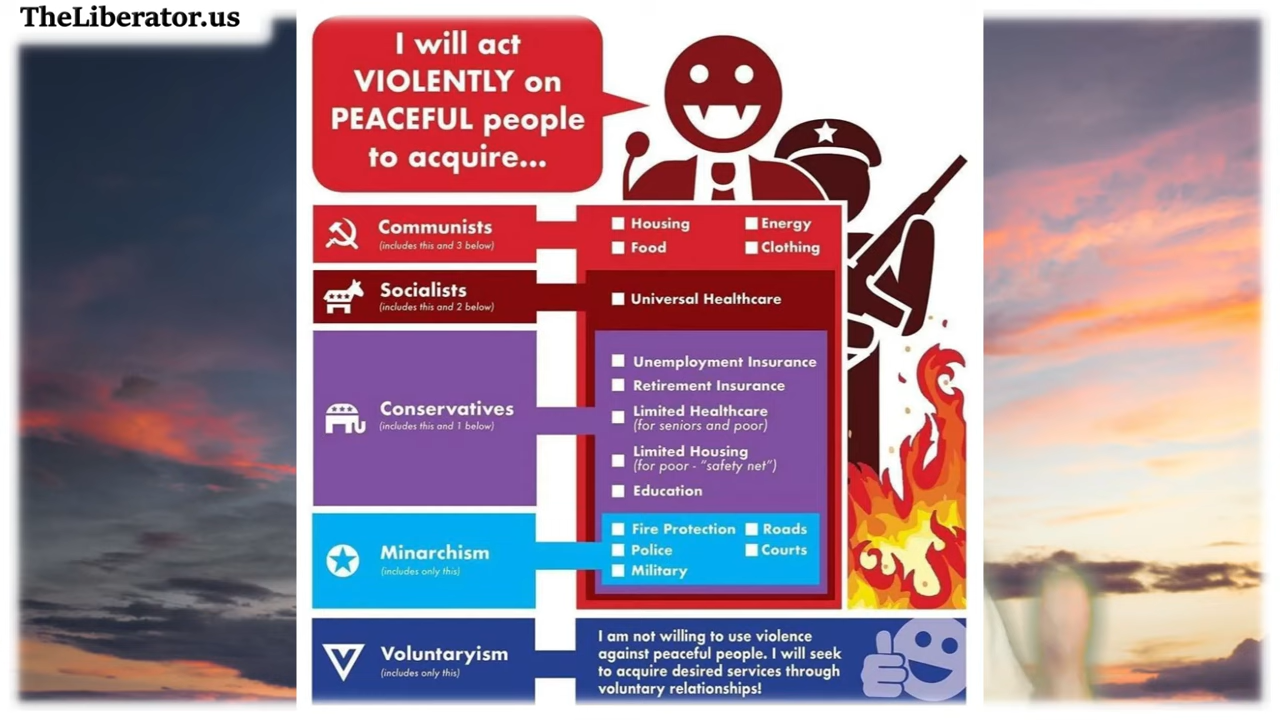 TheLiberator.us
I will act
VIOLENTLY on
PEACEFUL people
to acquire...
Communists
(includes this and 3 below)
Housing
Energy
Food
Clothing
Socialists
(includes this and 2 below)
Universal Healthcare
Conservatives
(includes this and 1 below)
Unemployment Insurance
Retirement Insurance
Limited Healthcare
(for seniors and poor)
Limited Housing
(for poor - “safety net”)
Education
Minarchism
(includes only this)
Fire Protection
Roads
Police
Courts
Military
Voluntaryism
(includes only this)
I am not willing to use violence
against peaceful people. I will seek
to acquire desired services through
voluntary relationships!